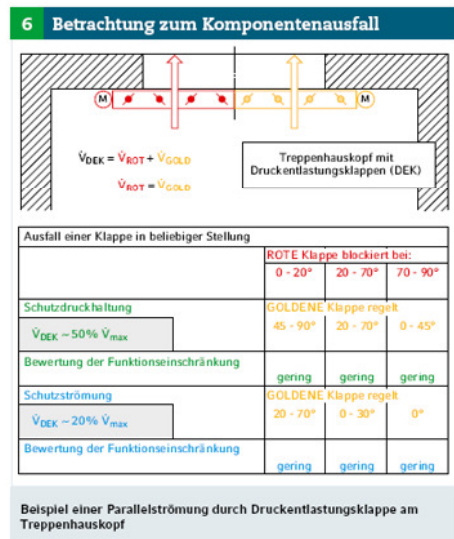 6 Betrachtung zum Komponentenausfall
M M
V̇DEK = V̇ROT + V̇GOLD
V̇ROT = V̇GOLD
Treppenhauskopf mit
Druckentlastungsklappen (DEK)
Ausfall einer Klappe in beliebiger Stellung
ROTE Klappe blockiert bei:
0 - 20° 20 - 70° 70 - 90°
Schutzdruckhaltung GOLDENE Klappe regelt
V̇DEK ~ 50% V̇max 45 - 90° 20 - 70° 0 - 45°
Bewertung der Funktionseinschränkung
gering gering gering
Schutzströmung GOLDENE Klappe regelt
V̇DEK ~ 20% V̇max 20 - 70° 0 - 30° 0°
Bewertung der Funktionseinschränkung
gering gering gering
Beispiel einer Parallelströmung durch Druckentlastungsklappe am
Treppenhauskopf